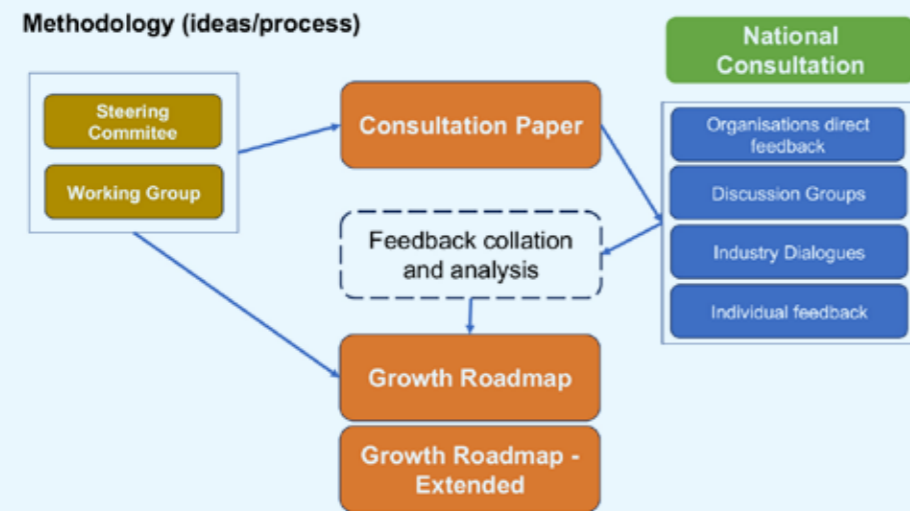 Methodology (ideas/process)
Steering
Commitee
Working Group
Consultation Paper
Feedback collation
and analysis
Growth Roadmap
Growth Roadmap -
Extended
National
Consultation
Organisations direct
feedback
Discussion Groups
Industry Dialogues
Individual feedback